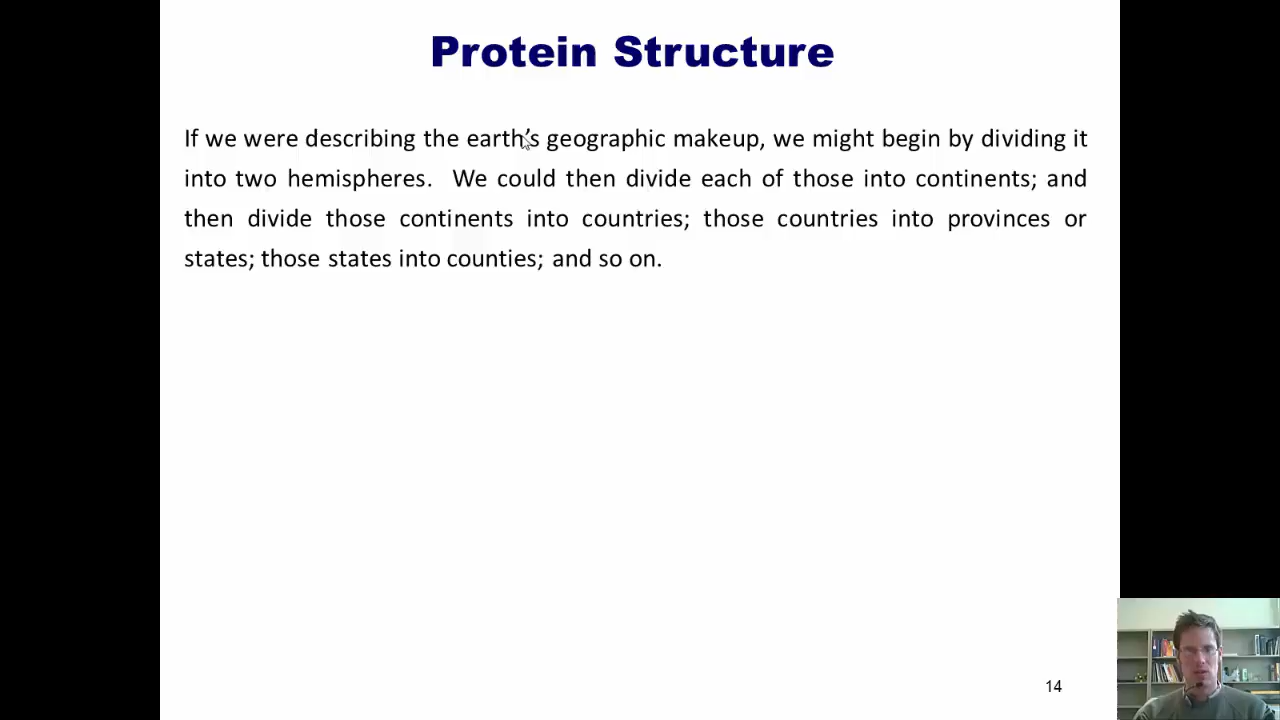 Protein Structure
If we were describing the earth’s geographic makeup, we might begin by dividing it
into two hemispheres. We could then divide each of those into continents; and
then divide those continents into countries; those countries into provinces or
states; those states into counties; and so on.
14